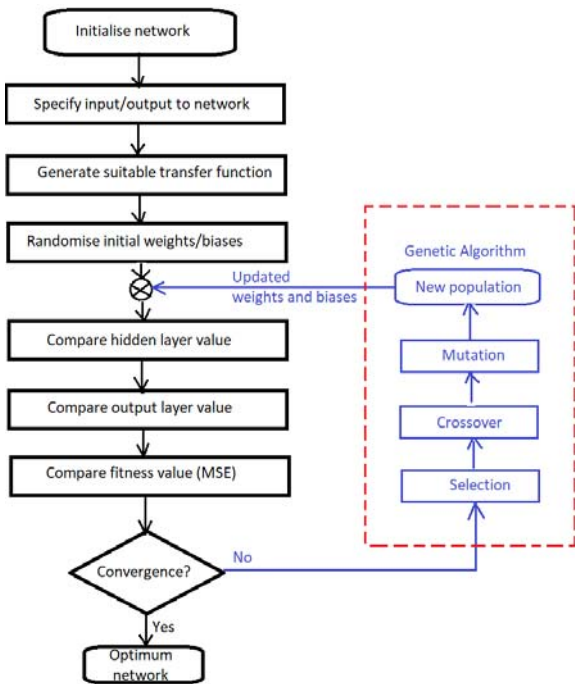 Initialise network
Specify input/output to network
Generate suitable transfer function
Randomise initial weights/biases
Updated
weights and biases
Genetic Algorithm
New population
Mutation
Crossover
Selection
Compare hidden layer value
Compare output layer value
Compare fitness value (MSE)
Convergence?
No
Yes
Optimum
network